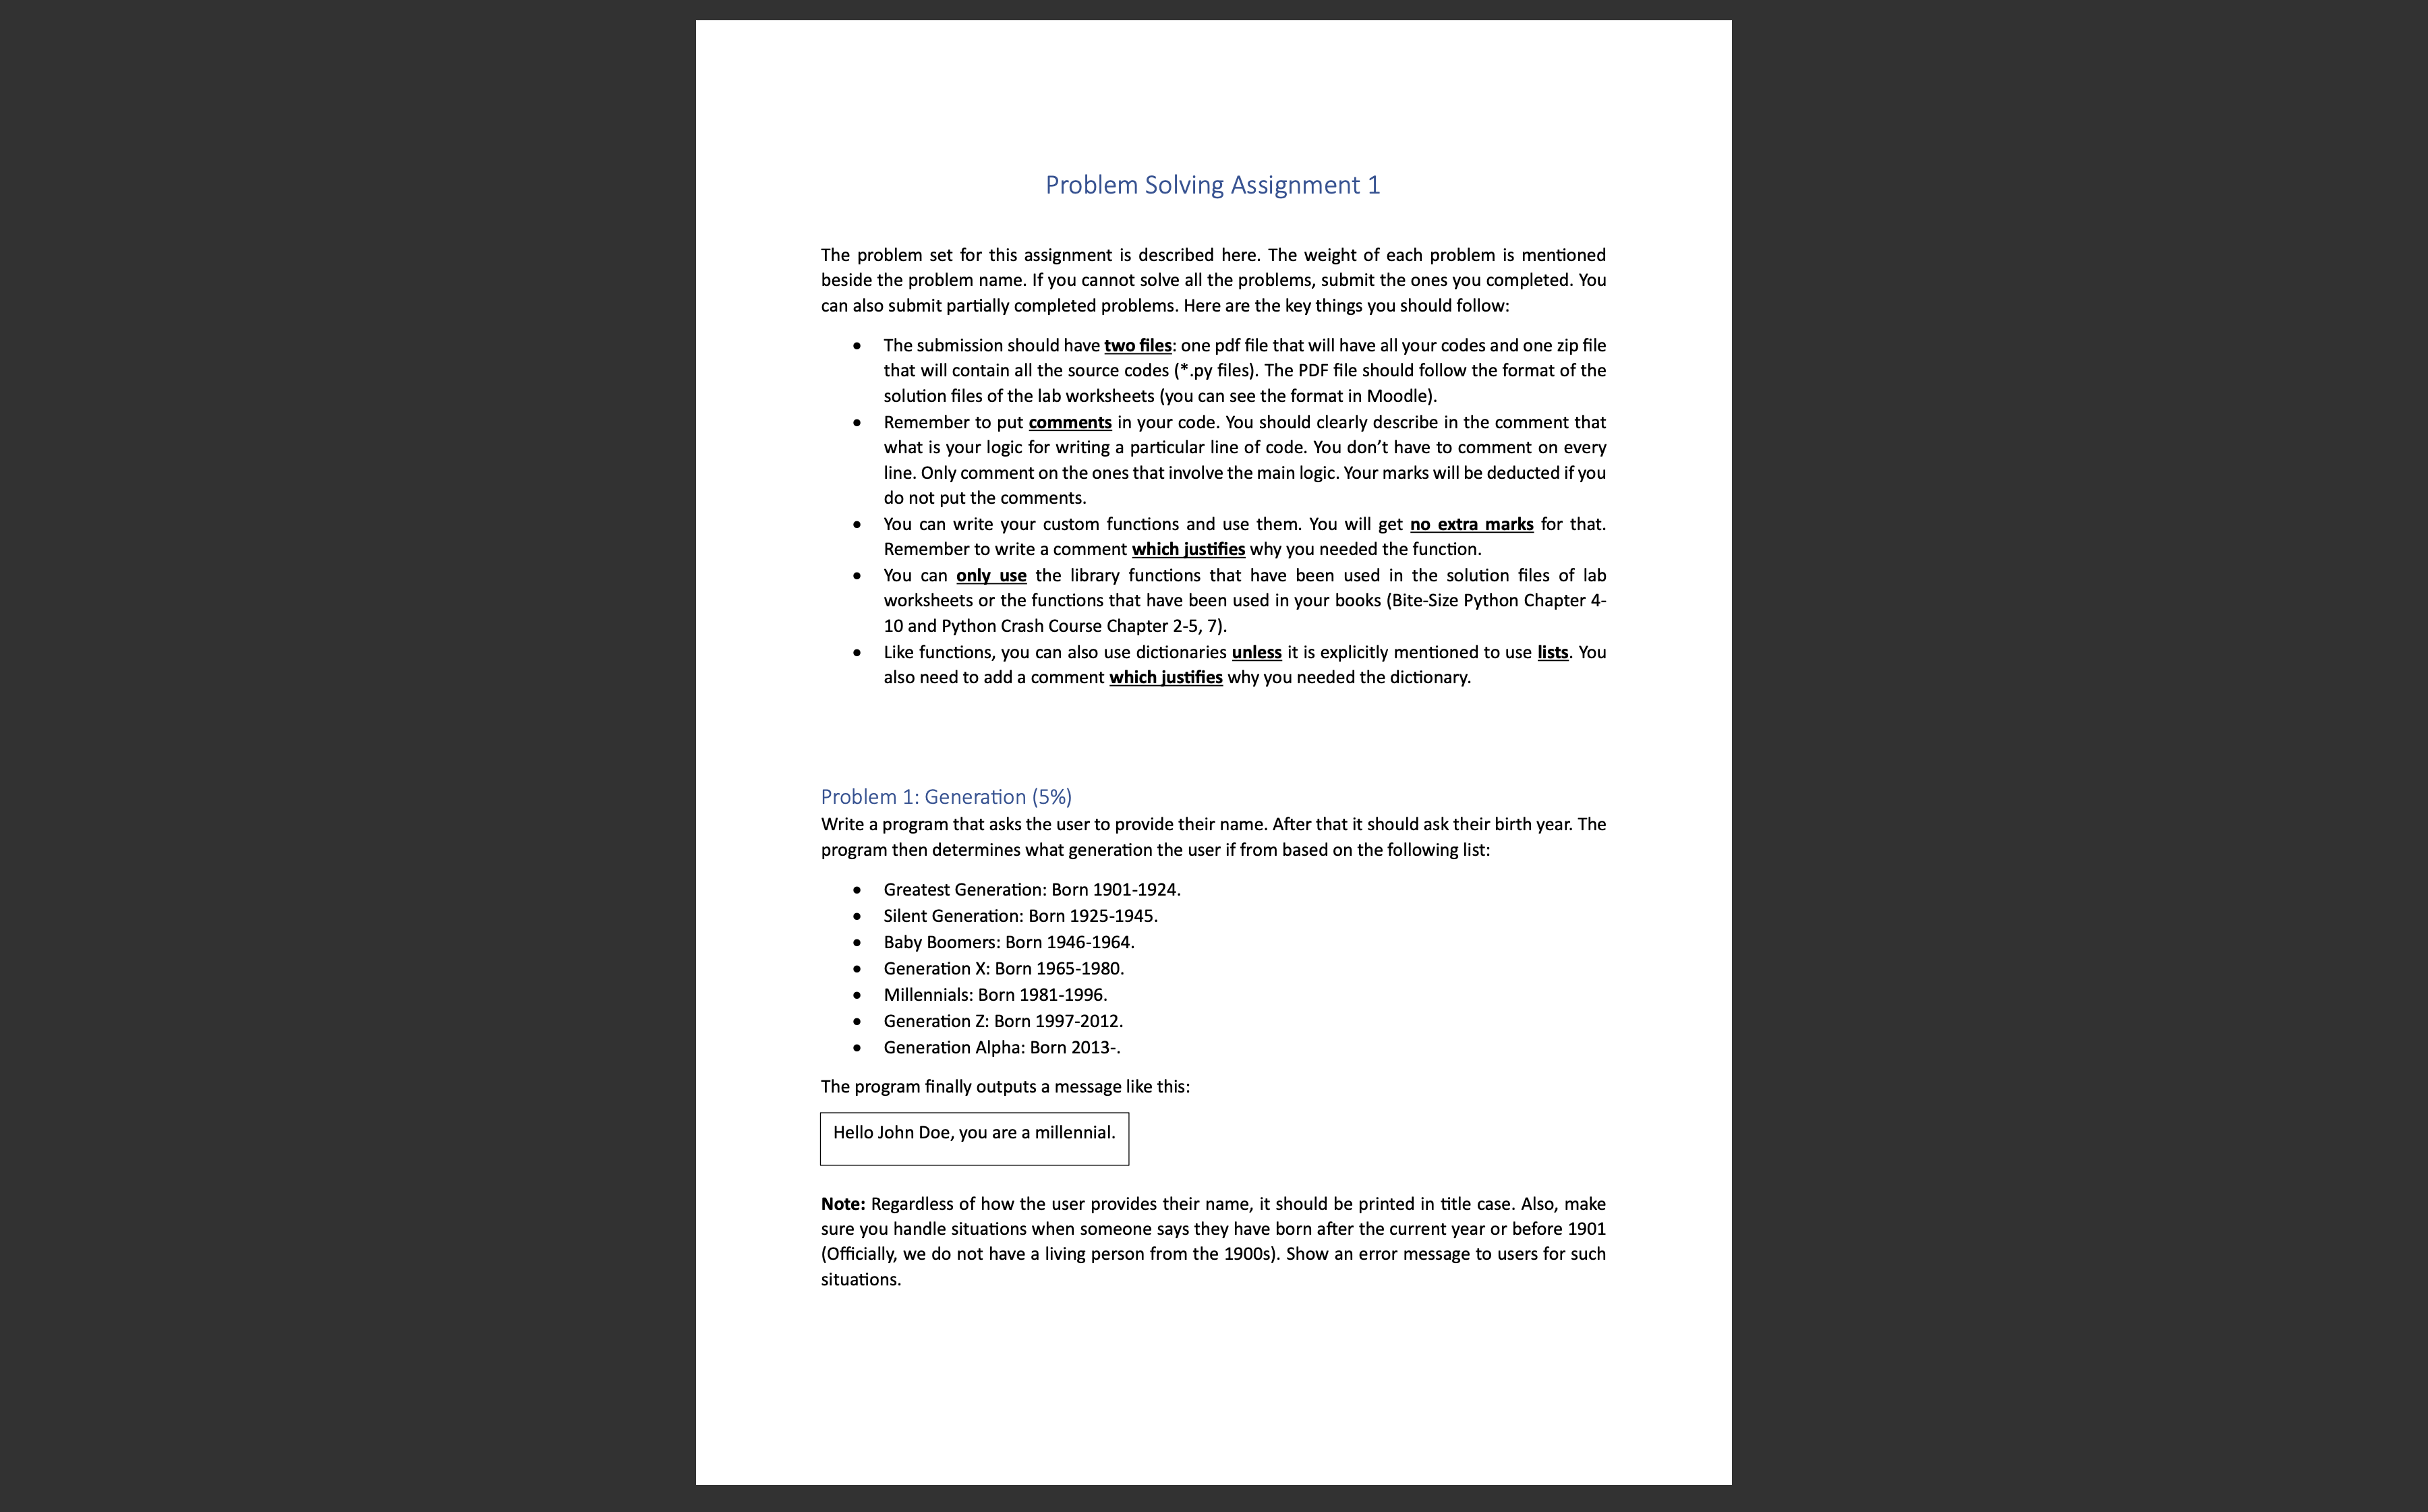 Problem Solving Assignment 1
The problem set for this assignment is described here. The weight of each problem is mentioned
beside the problem name. If you cannot solve all the problems, submit the ones you completed. You
can also submit partially completed problems. Here are the key things you should follow:
• The submission should have two files: one pdf file that will have all your codes and one zip file
that will contain all the source codes (*.py files). The PDF file should follow the format of the
solution files of the lab worksheets (you can see the format in Moodle).
• Remember to put comments in your code. You should clearly describe in the comment that
what is your logic for writing a particular line of code. You don’t have to comment on every
line. Only comment on the ones that involve the main logic. Your marks will be deducted if you
do not put the comments.
• You can write your custom functions and use them. You will get no extra marks for that.
Remember to write a comment which justifies why you needed the function.
• You can only use the library functions that have been used in the solution files of lab
worksheets or the functions that have been used in your books (Bite-Size Python Chapter 4-
10 and Python Crash Course Chapter 2-5, 7).
• Like functions, you can also use dictionaries unless it is explicitly mentioned to use lists. You
also need to add a comment which justifies why you needed the dictionary.
Problem 1: Generation (5%)
Write a program that asks the user to provide their name. After that it should ask their birth year. The
program then determines what generation the user if from based on the following list:
• Greatest Generation: Born 1901-1924.
• Silent Generation: Born 1925-1945.
• Baby Boomers: Born 1946-1964.
• Generation X: Born 1965-1980.
• Millennials: Born 1981-1996.
• Generation Z: Born 1997-2012.
• Generation Alpha: Born 2013-.
The program finally outputs a message like this:
Hello John Doe, you are a millennial.
Note: Regardless of how the user provides their name, it should be printed in title case. Also, make
sure you handle situations when someone says they have born after the current year or before 1901
(Officially, we do not have a living person from the 1900s). Show an error message to users for such
situations.